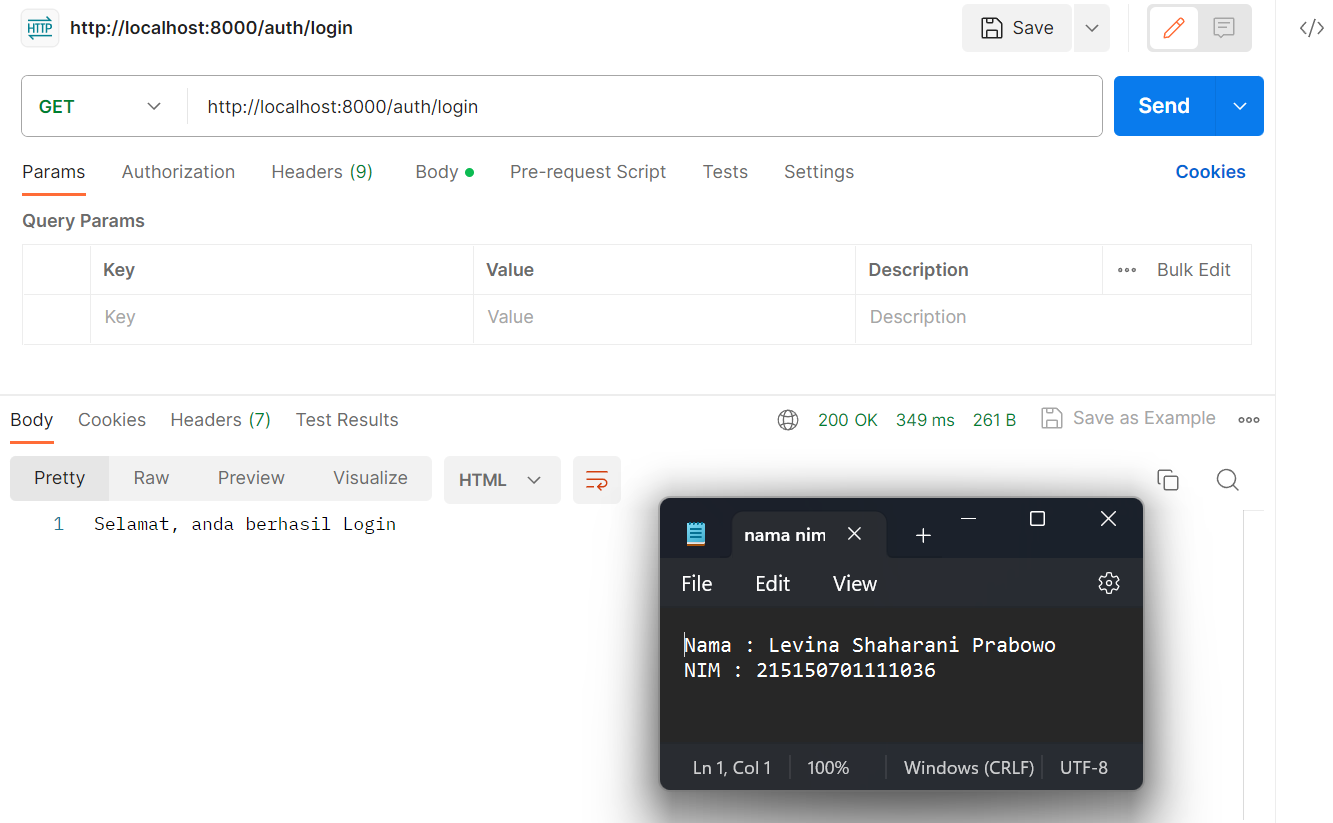 HTTP http://localhost:8000/auth/login Save
GET http://localhost:8000/auth/login Send
Params Authorization Headers (9) Body Pre-request Script Tests Settings Cookies
Query Params
Key Value Description Bulk Edit
Key Value Description
Body Cookies Headers (7) Test Results 200 OK 349 ms 261 B Save as Example
Pretty Raw Preview Visualize HTML
1 Selamat, anda berhasil Login
nama nim
File Edit View
Nama : Levina Shaharani Prabowo
NIM : 215150701111036
Ln 1, Col 1 100% Windows (CRLF) UTF-8